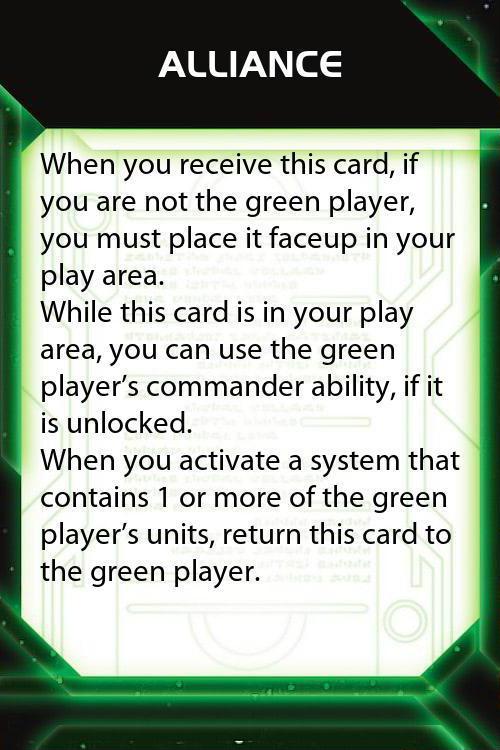 ALLIANCE
When you receive this card, if
you are not the green player,
you must place it faceup in your
play area.
While this card is in your play
area, you can use the green
player’s commander ability, if it
is unlocked.
When you activate a system that
contains 1 or more of the green
player’s units, return this card to
the green player.